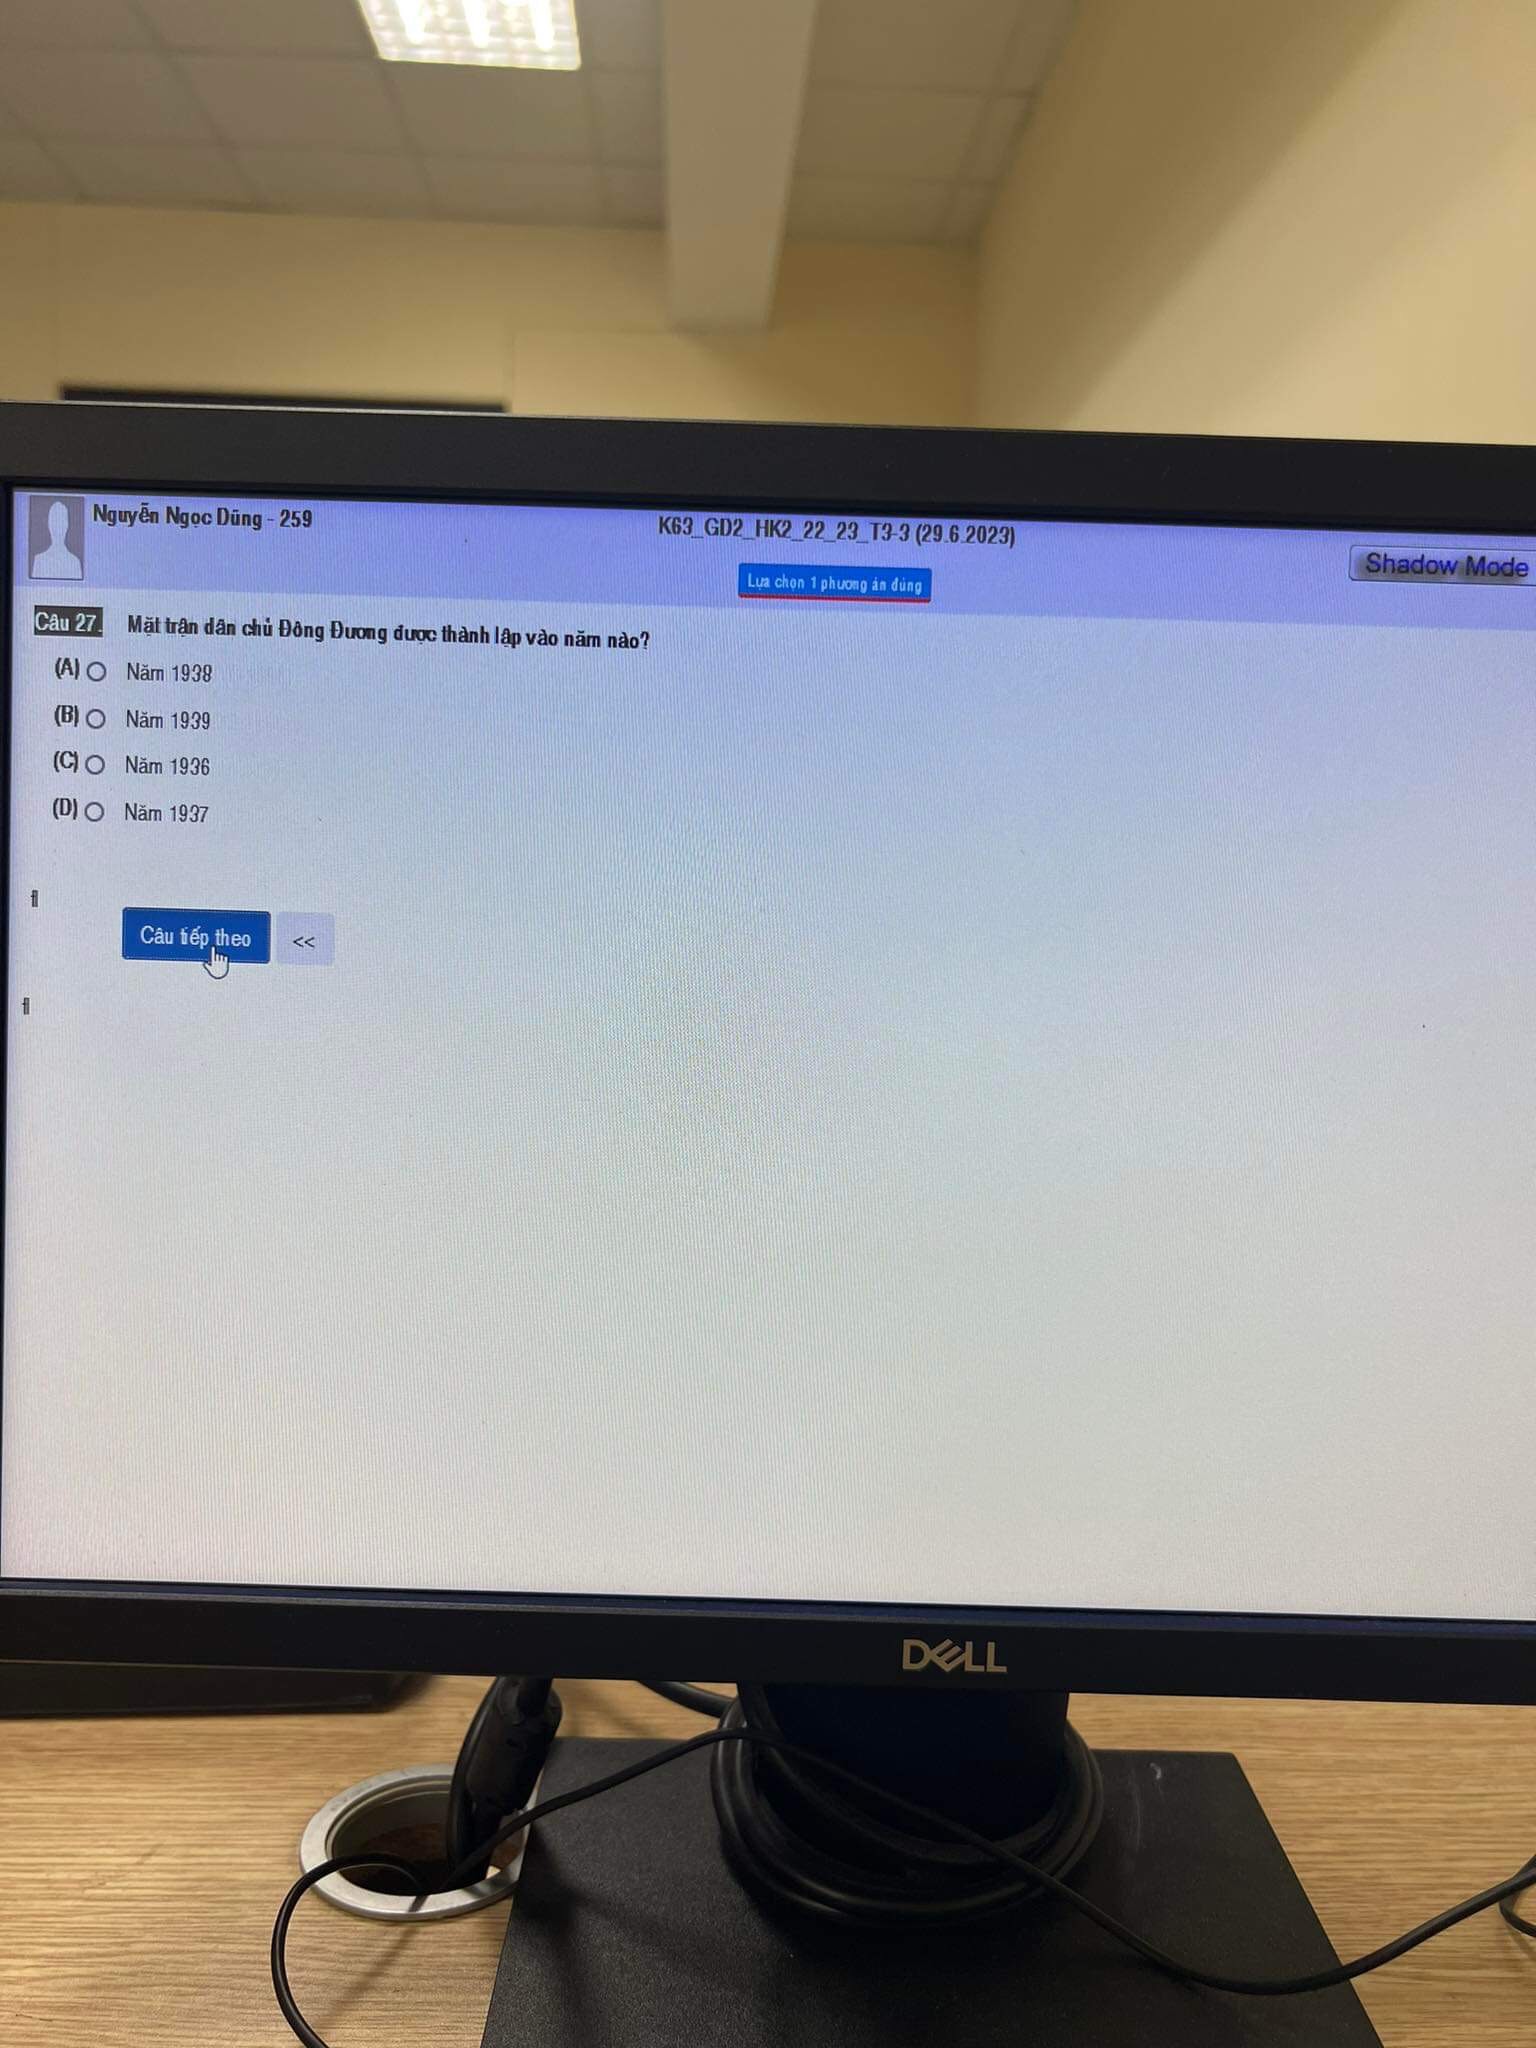 Nguyễn Ngọc Dũng - 259
K63_GD2_HK2_22_23_T3-3 (29.6.2023)
Shadow Mode
Lựa chọn 1 phương án đúng
Câu 27. Mặt trận dân chủ Đông Dương được thành lập vào năm nào?
(A) Năm 1938
(B) Năm 1939
(C) Năm 1936
(D) Năm 1937
Câu tiếp theo <<
DELL